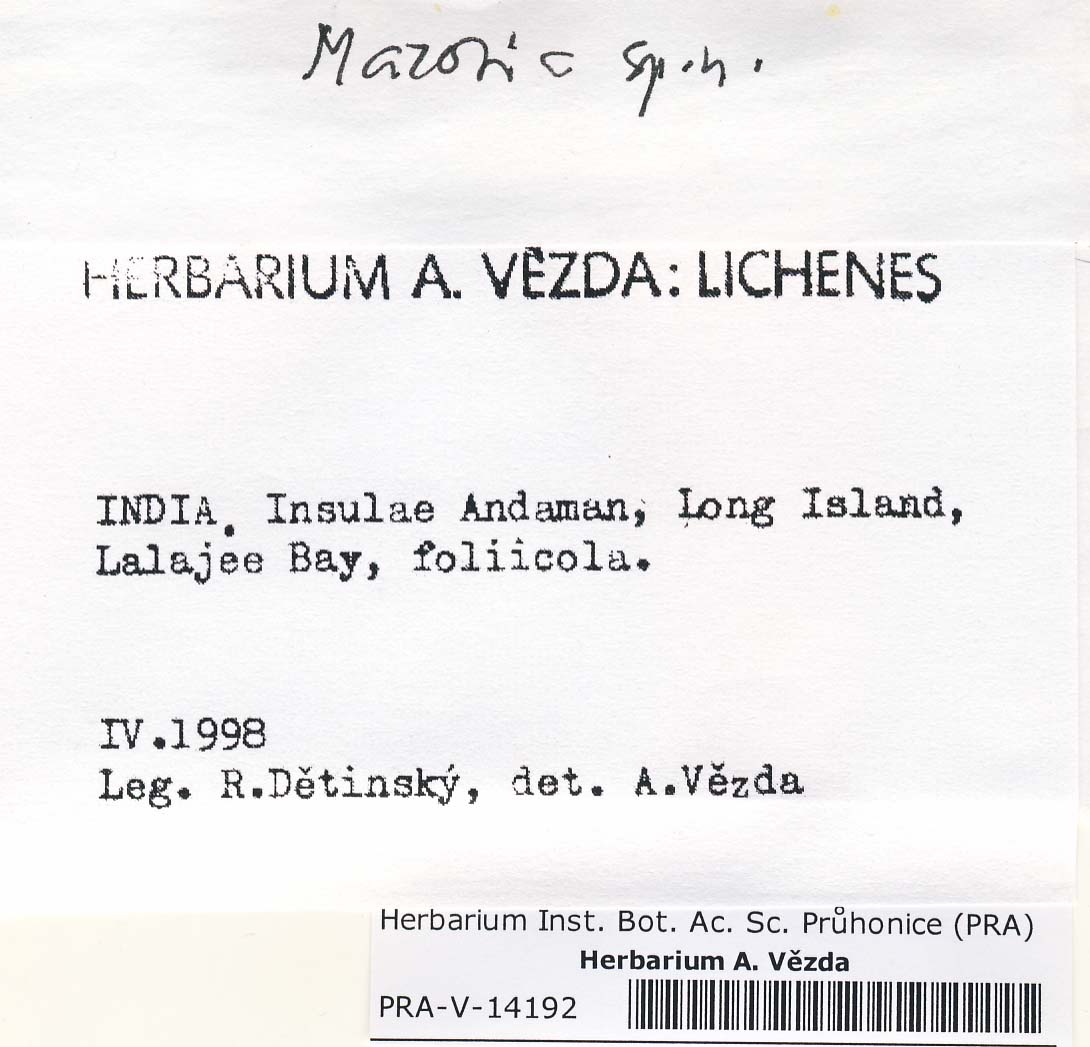 Mazosia sp.n.
HERBARIUM A. VĚZDA: LICHENES
INDIA. Insulae Andaman, Long Island,
Lalajee Bay, foliicola.
IV.1998
Leg. R.Dětinský, det. A.Vězda
Herbarium Inst. Bot. Ac. Sc. Průhonice (PRA)
Herbarium A. Vězda
PRA-V-14192